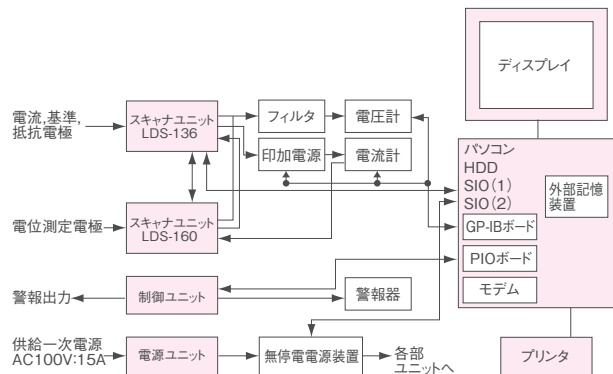 ディスプレイ
電流,基準,
抵抗電極
スキャナユニット
LDS-136
フィルタ
電圧計
印加電源
電流計
パソコン
HDD
SIO(1)
SIO(2)
外部記憶
装置
GP-IBボード
PIOボード
モデム
電位測定電極
スキャナユニット
LDS-160
警報出力
制御ユニット
警報器
供給一次電源
AC100V:15A
電源ユニット
無停電電源装置
各部
ユニットへ
プリンタ